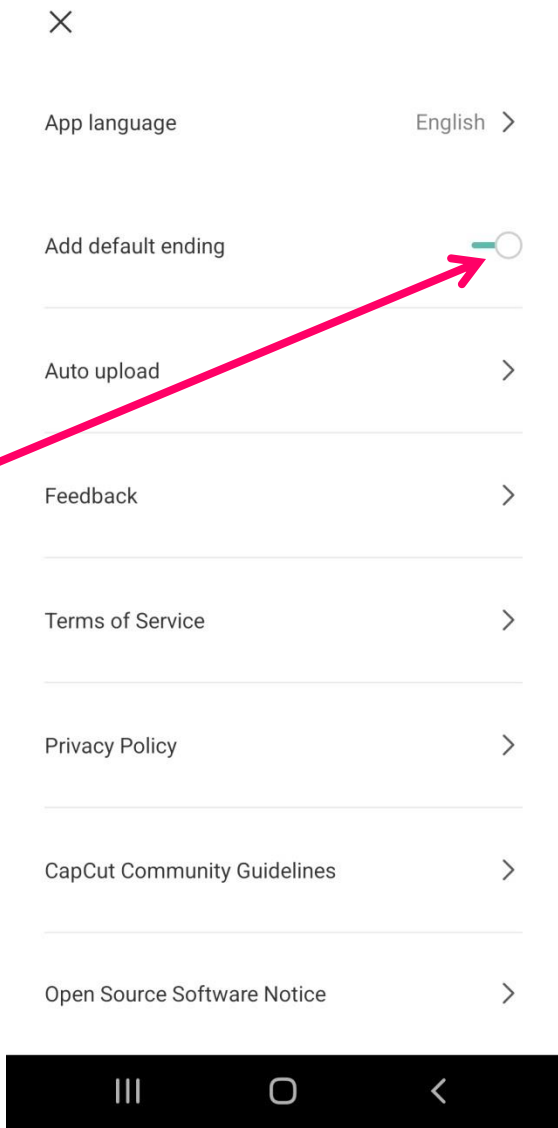 App language
English
Add default ending
Auto upload
Feedback
Terms of Service
Privacy Policy
CapCut Community Guidelines
Open Source Software Notice